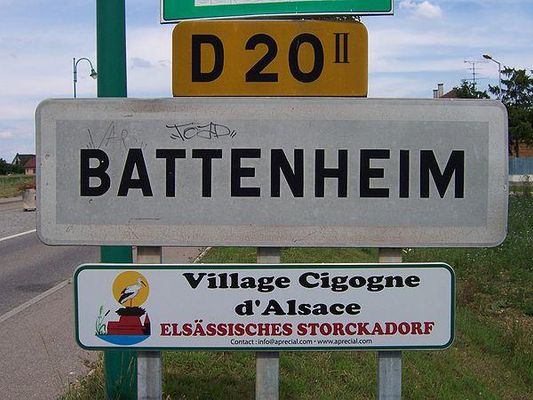 D 20 II
BATTENHEIM
Village Cigogne
d'Alsace
ELSÄSSISCHES STORCKADORF
Contact : info@aprecial.com - www.aprecial.com